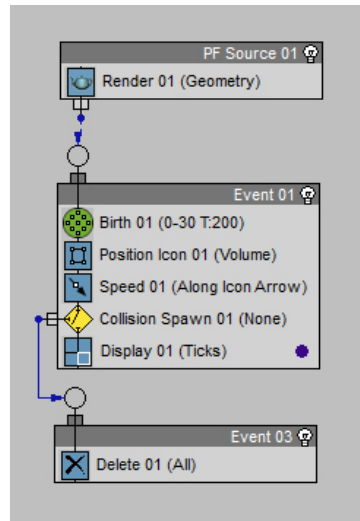 PF Source 01
Render 01 (Geometry)
Event 01
Birth 01 (0-30 T:200)
Position Icon 01 (Volume)
Speed 01 (Along Icon Arrow)
Collision Spawn 01 (None)
Display 01 (Ticks)
Event 03
Delete 01 (All)